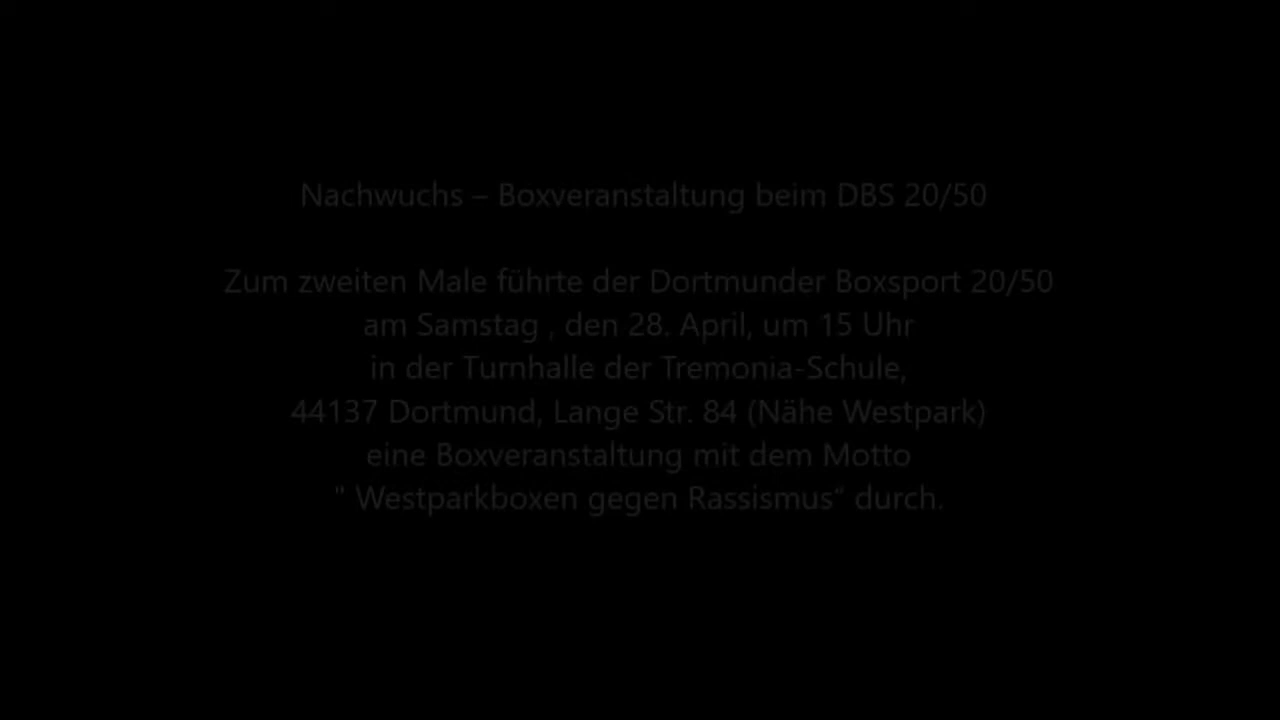 Nachwuchs – Boxveranstaltung beim DBS 20/50
Zum zweiten Male führte der Dortmunder Boxsport 20/50
am Samstag , den 28. April, um 15 Uhr
in der Turnhalle der Tremonia-Schule,
44137 Dortmund, Lange Str. 84 (Nähe Westpark)
eine Boxveranstaltung mit dem Motto
" Westparkboxen gegen Rassismus“ durch.